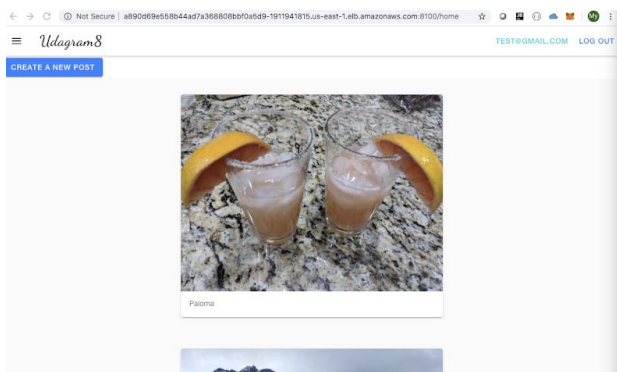 Not Secure | a890d69e558b44ad7a368808bbf0a5d9-1911941815.us-east-1.elb.amazonaws.com:8100/home
My
Udagram8
TEST@GMAIL.COM LOG OUT
CREATE A NEW POST
Paloma